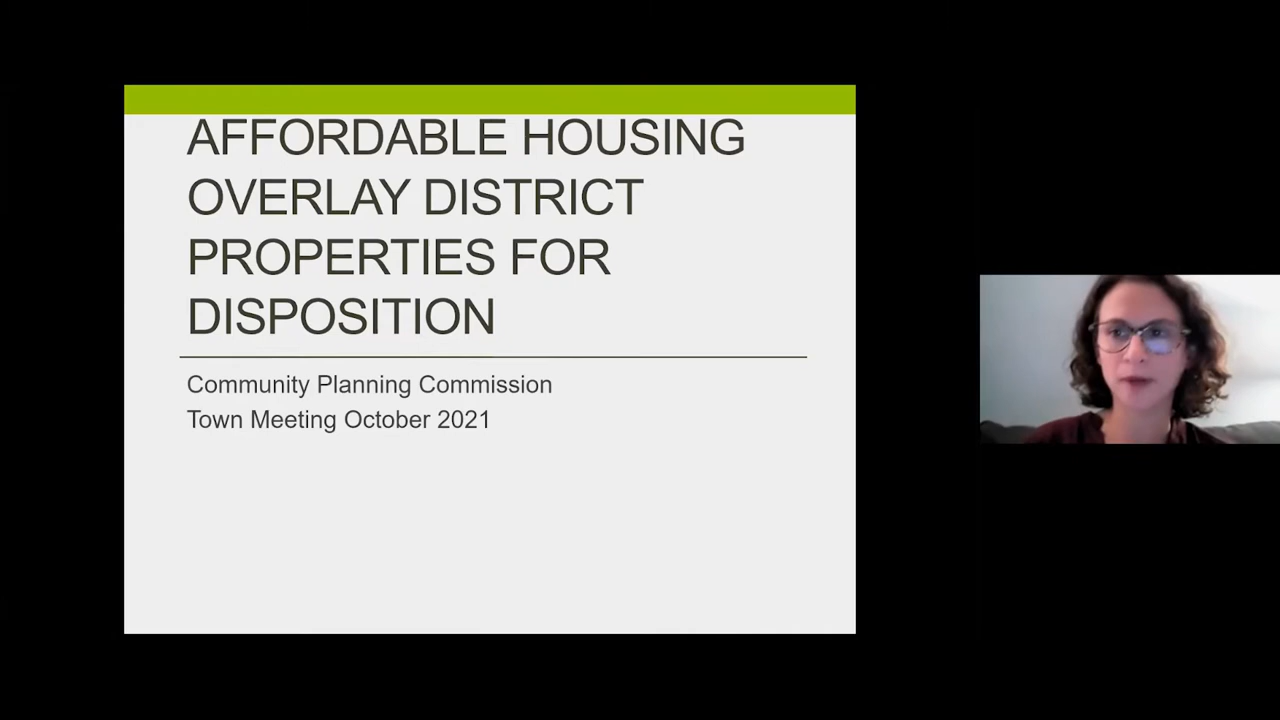 AFFORDABLE HOUSING
OVERLAY DISTRICT
PROPERTIES FOR
DISPOSITION
Community Planning Commission
Town Meeting October 2021